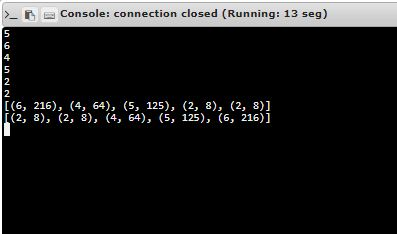 >_ Console: connection closed (Running: 13 seg)
5
6
4
5
2
2
[(6, 216), (4, 64), (5, 125), (2, 8), (2, 8)]
[(2, 8), (2, 8), (4, 64), (5, 125), (6, 216)]